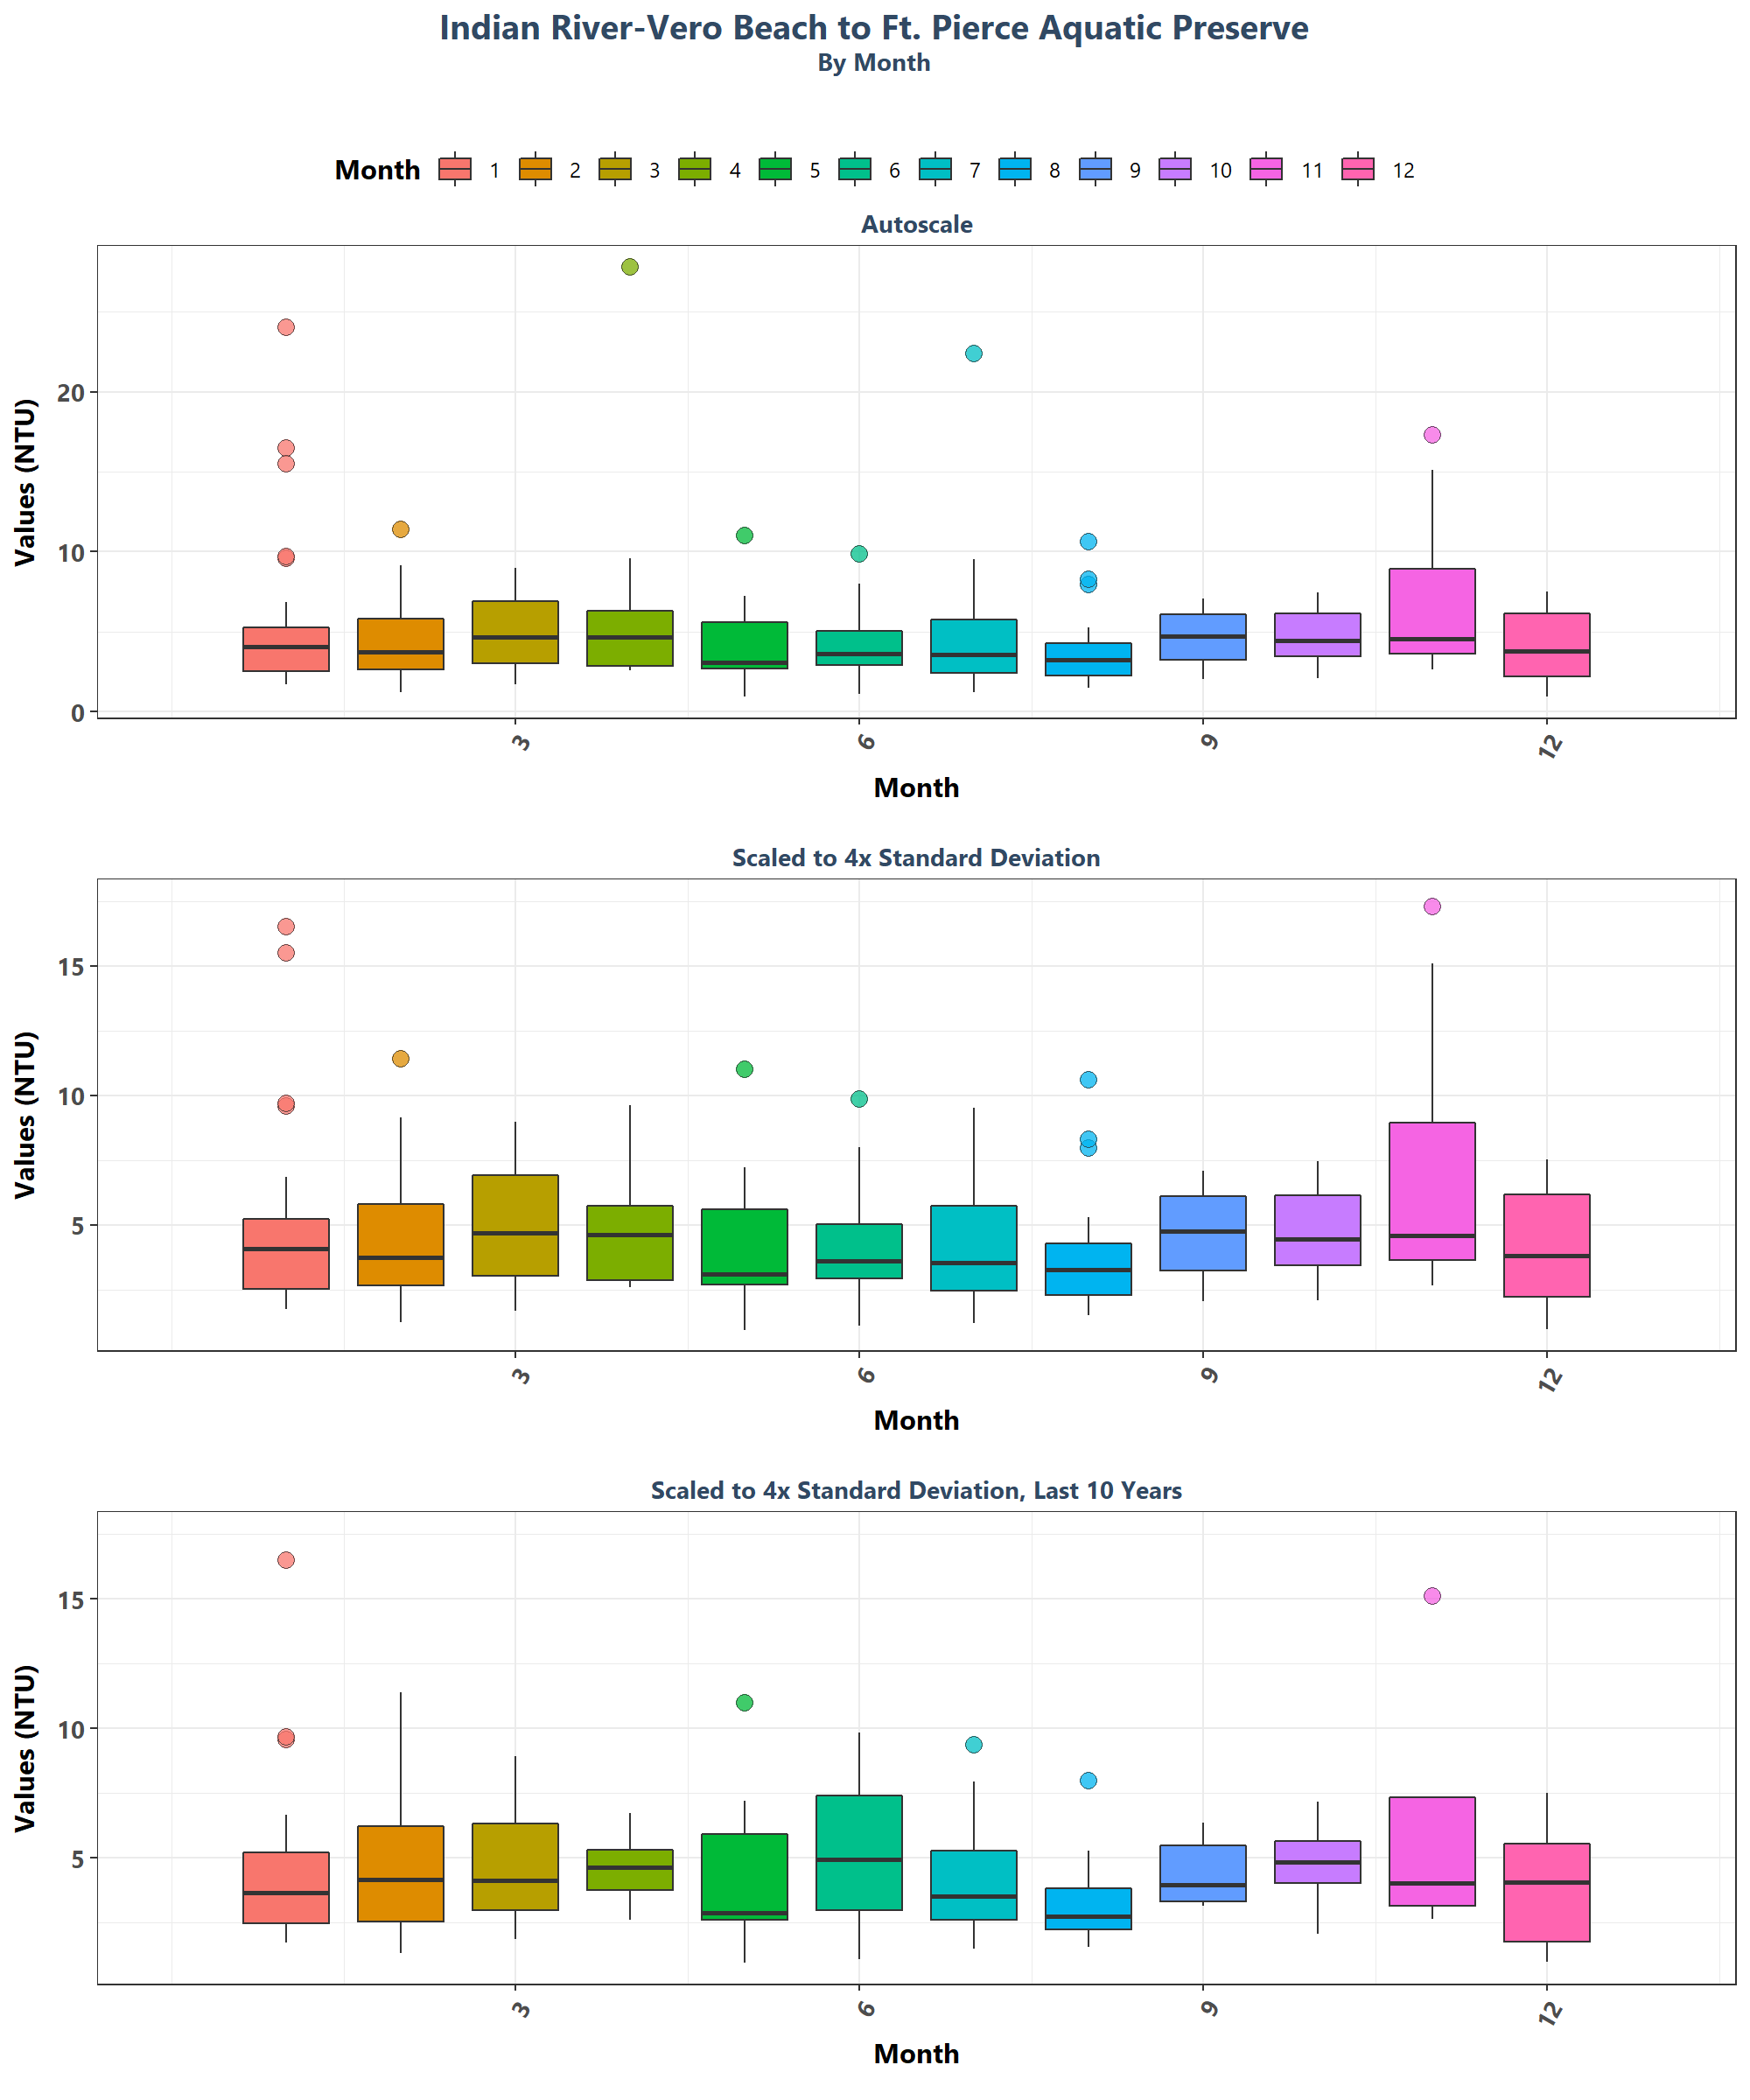 Indian River-Vero Beach to Ft. Pierce Aquatic Preserve
By Month
Month 1 2 3 4 5 6 7 8 9 10 11 12
Autoscale
Values (NTU)
20
10
0
3 6 9 12
Month
Scaled to 4x Standard Deviation
Values (NTU)
15
10
5
3 6 9 12
Month
Scaled to 4x Standard Deviation, Last 10 Years
Values (NTU)
15
10
5
3 6 9 12
Month